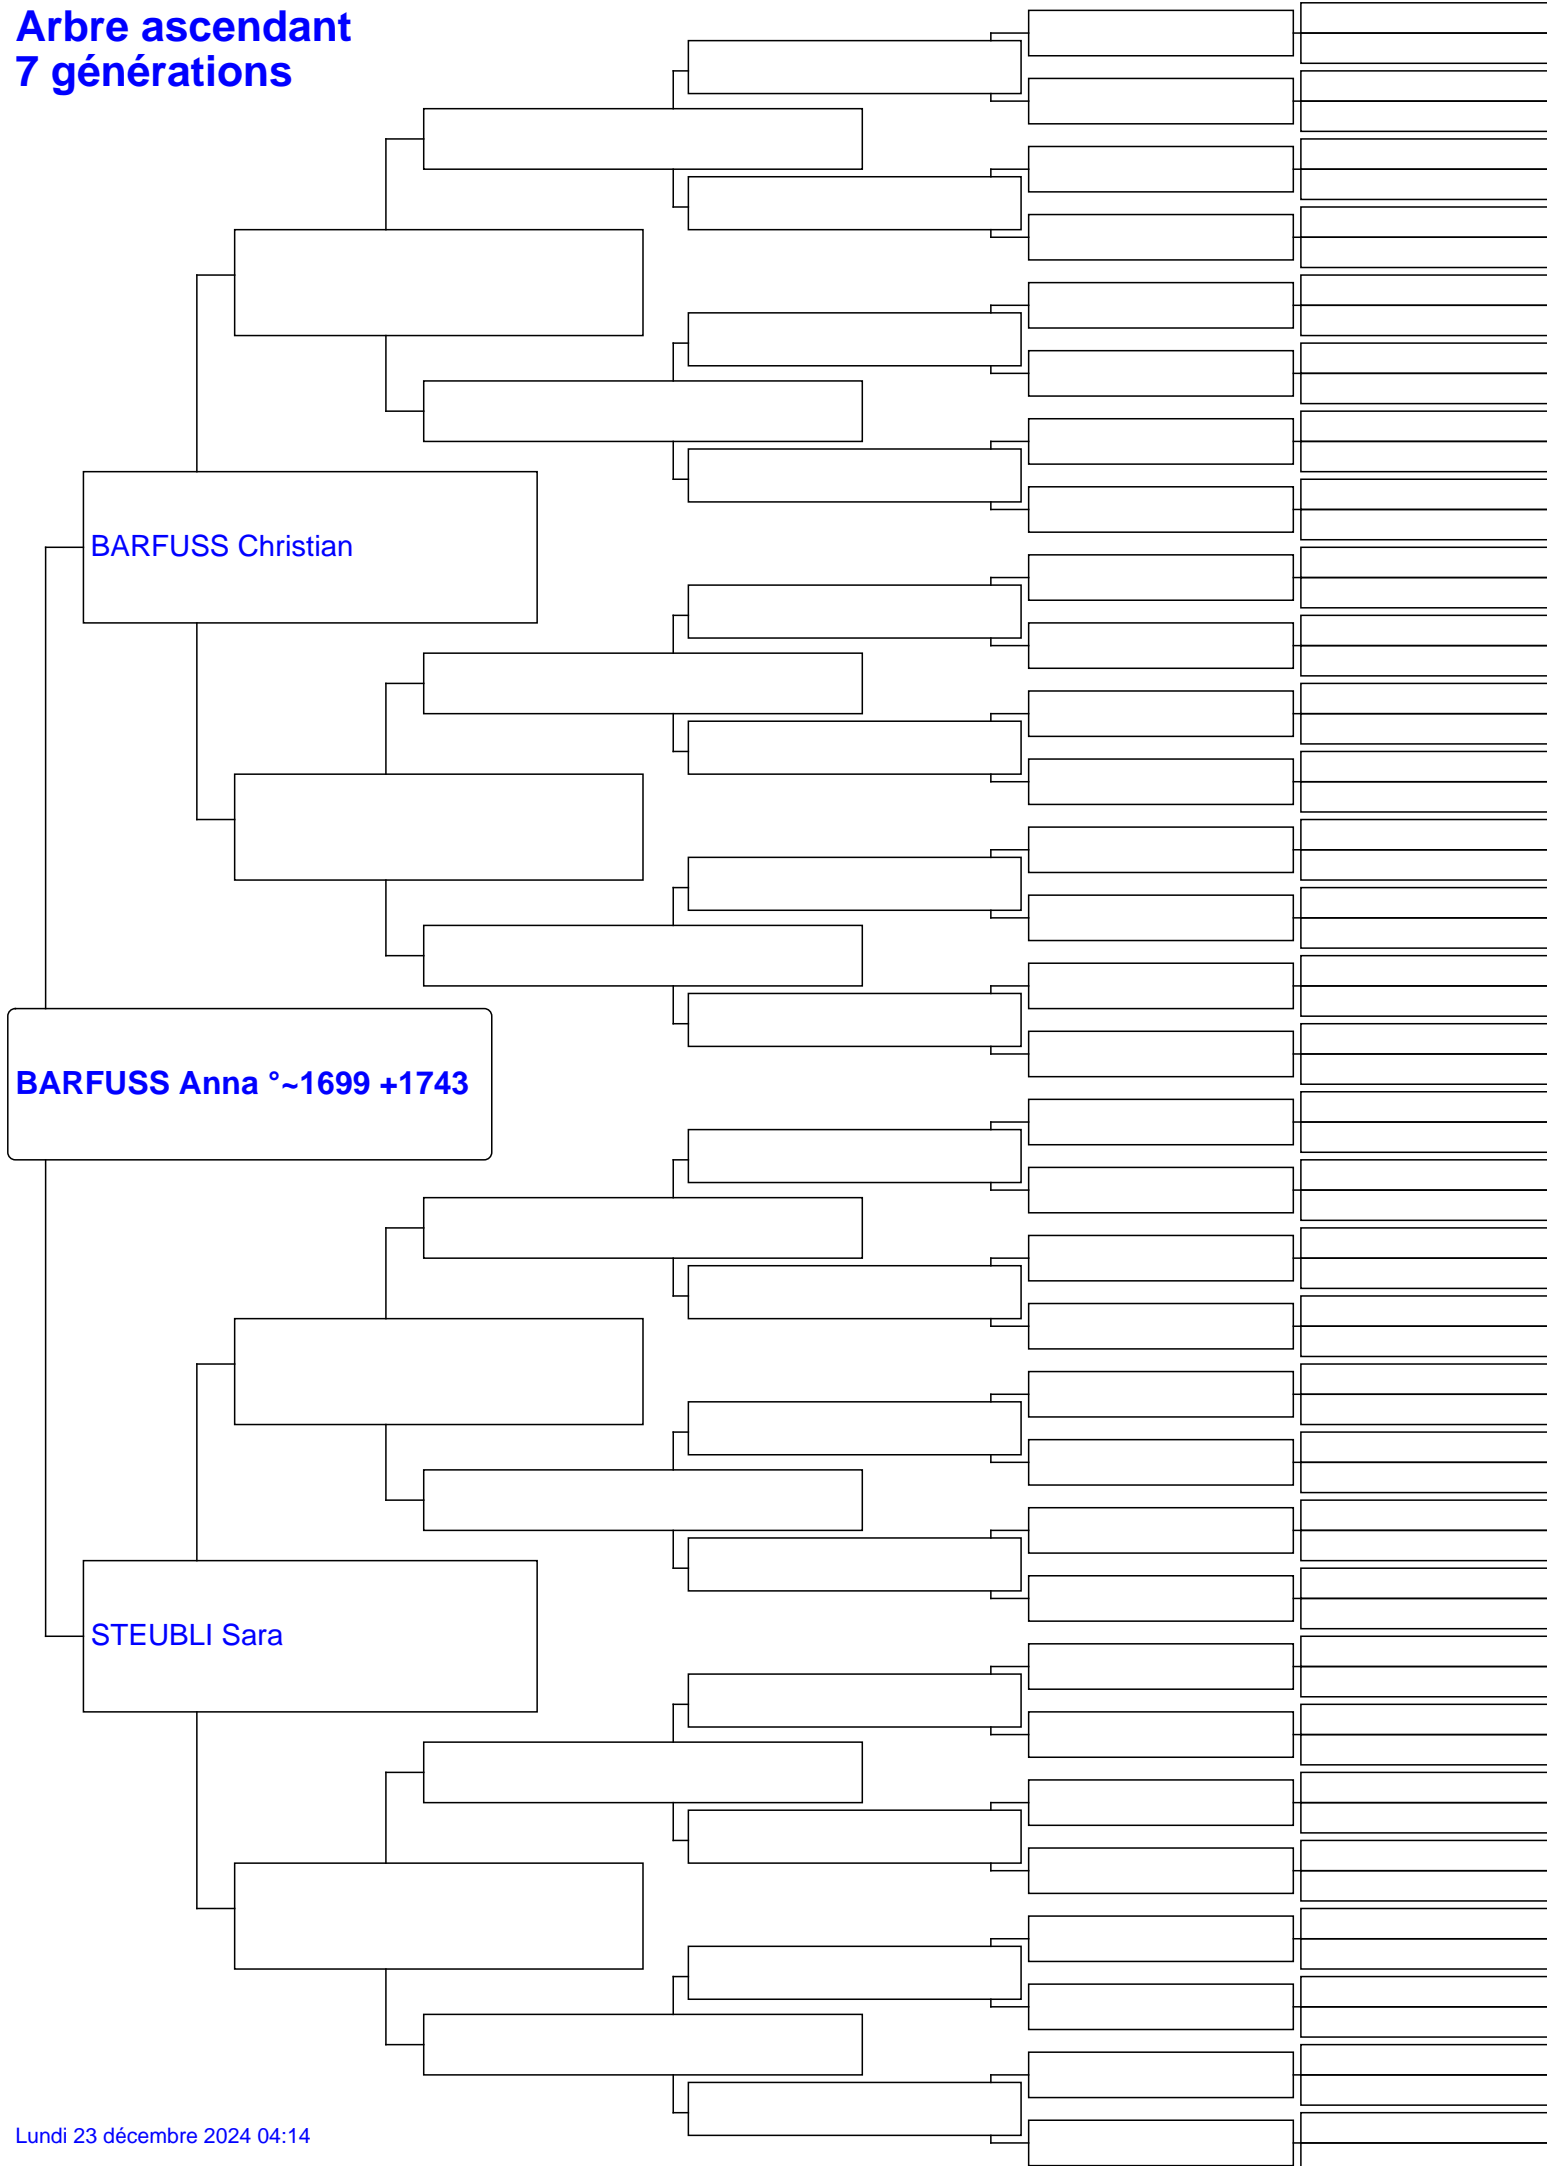 Arbre ascendant
7 générations
BARFUSS Christian
BARFUSS Anna °~1699 +1743
STEUBLI Sara
Lundi 23 décembre 2024 04:14